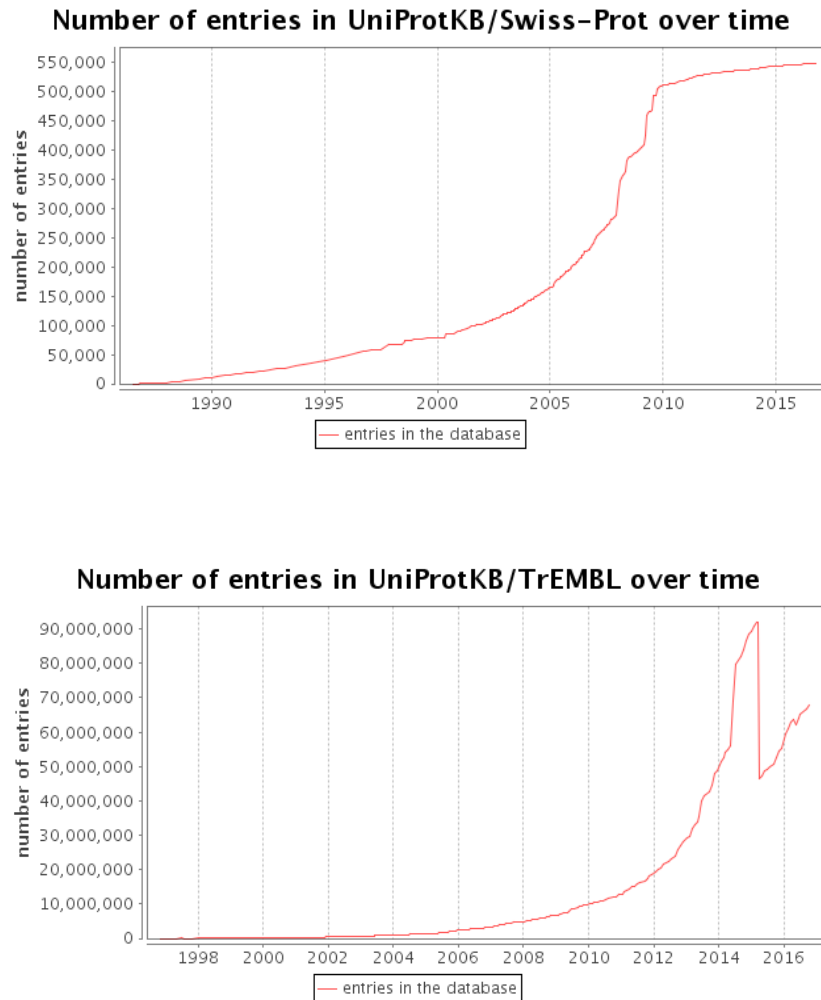 Number of entries in UniProtKB/Swiss-Prot over time
550,000
500,000
450,000
400,000
350,000
300,000
250,000
200,000
150,000
100,000
50,000
0
number of entries
1990 1995 2000 2005 2010 2015
entries in the database
Number of entries in UniProtKB/TrEMBL over time
90,000,000
80,000,000
70,000,000
60,000,000
50,000,000
40,000,000
30,000,000
20,000,000
10,000,000
0
number of entries
1998 2000 2002 2004 2006 2008 2010 2012 2014 2016
entries in the database